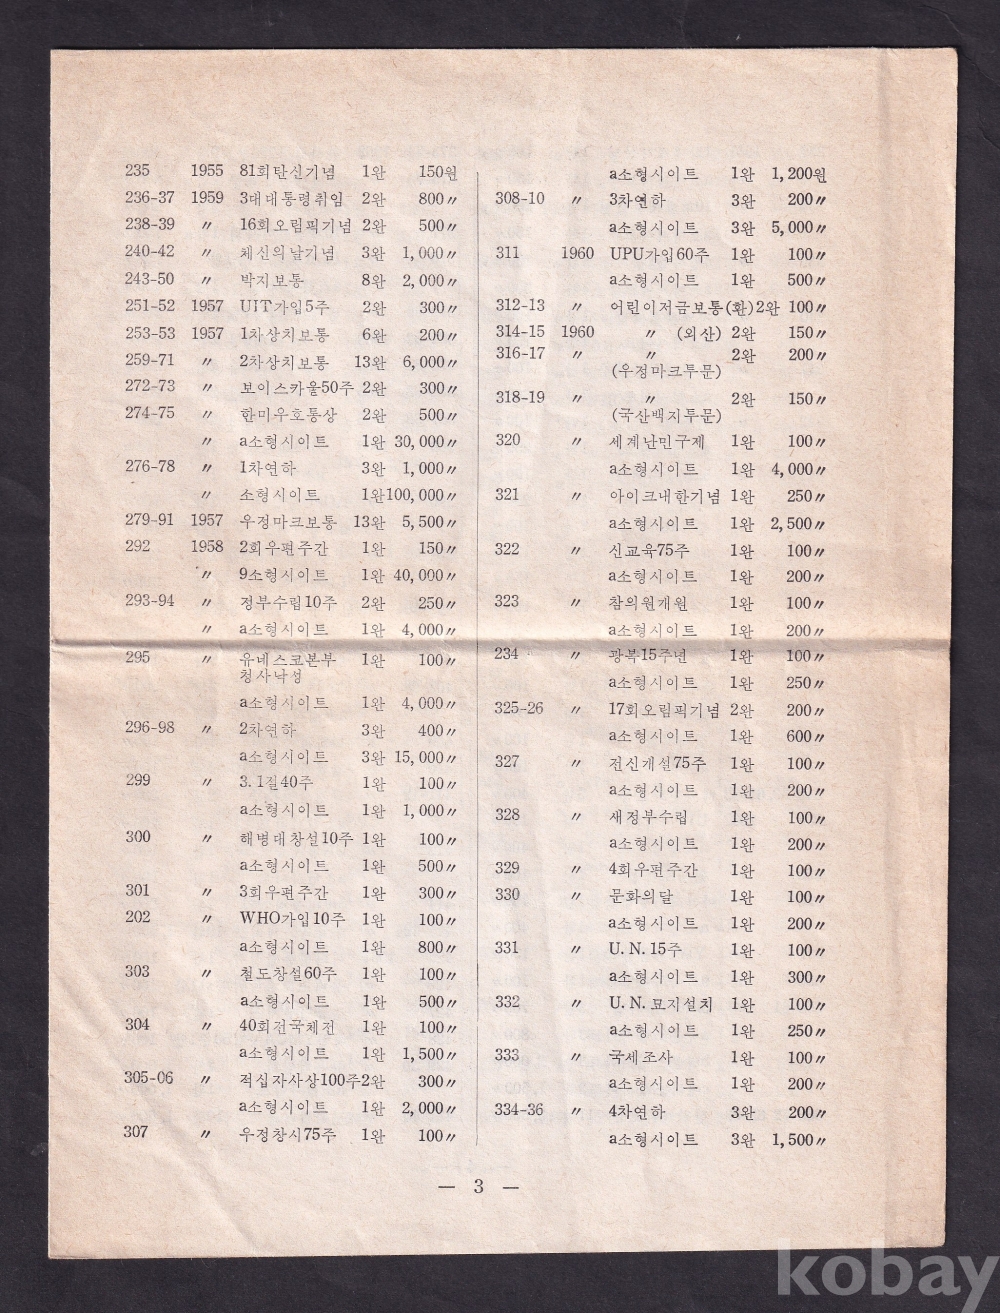 235 1955 81회탄신기념 1완 150원
236-37 1959 3대대통령취임 2완 800〃
238-39 〃 16회오림픽기념 2완 500〃
240-42 〃 체신의날기념 3완 1,000〃
243-50 〃 박지보통 8완 2,000〃
251-52 1957 UIT가입5주 2완 300〃
253-53 1957 1차상치보통 6완 200〃
259-71 〃 2차상치보통 13완 6,000〃
272-73 〃 보이스카울50주 2완 300〃
274-75 〃 한미우호통상 2완 500〃
〃 a소형시이트 1완 30,000〃
276-78 〃 1차연하 3완 1,000〃
〃 소형시이트 1완 100,000〃
279-91 1957 우정마크보통 13완 5,500〃
292 1958 2회우편주간 1완 150〃
〃 9소형시이트 1완 40,000〃
293-94 〃 정부수립10주 2완 250〃
〃 a소형시이트 1완 4,000〃
295 〃 유네스코본부 1완 100〃
청사낙성
a소형시이트 1완 4,000〃
296-98 〃 2차연하 3완 400〃
a소형시이트 3완 15,000〃
299 〃 3.1절40주 1완 100〃
a소형시이트 1완 1,000〃
300 〃 해병대창설10주 1완 100〃
a소형시이트 1완 500〃
301 〃 3회우편주간 1완 300〃
202 〃 WHO가입10주 1완 100〃
a소형시이트 1완 800〃
303 〃 철도창설60주 1완 100〃
a소형시이트 1완 500〃
304 〃 40회전국체전 1완 100〃
a소형시이트 1완 1,500〃
305-06 〃 적십자사상100주 2완 300〃
a소형시이트 1완 2,000〃
307 〃 우정창시75주 1완 100〃
a소형시이트 1완 1,200원
308-10 〃 3차연하 3완 200〃
a소형시이트 3완 5,000〃
311 1960 UPU가입60주 1완 100〃
a소형시이트 1완 500〃
312-13 〃 어린이저금보통(환)2완 100〃
314-15 1960 〃 (외산) 2완 150〃
316-17 〃 〃 2완 200〃
(우정마크투문)
318-19 〃 〃 2완 150〃
(국산백지투문)
320 〃 세계난민구제 1완 100〃
a소형시이트 1완 4,000〃
321 〃 아이크내한기념 1완 250〃
a소형시이트 1완 2,500〃
322 〃 신교육75주 1완 100〃
a소형시이트 1완 200〃
323 〃 참의원개원 1완 100〃
a소형시이트 1완 200〃
234 〃 광복15주년 1완 100〃
a소형시이트 1완 250〃
325-26 〃 17회오림픽기념 2완 200〃
a소형시이트 1완 600〃
327 〃 전신개설75주 1완 100〃
a소형시이트 1완 200〃
328 〃 새정부수립 1완 100〃
a소형시이트 1완 200〃
329 〃 4회우편주간 1완 100〃
330 〃 문화의달 1완 100〃
a소형시이트 1완 200〃
331 〃 U.N.15주 1완 100〃
a소형시이트 1완 300〃
332 〃 U.N.묘지설치 1완 100〃
a소형시이트 1완 250〃
333 〃 국세조사 1완 100〃
a소형시이트 1완 200〃
334-36 〃 4차연하 3완 200〃
a소형시이트 3완 1,500〃
— 3 —
kobay